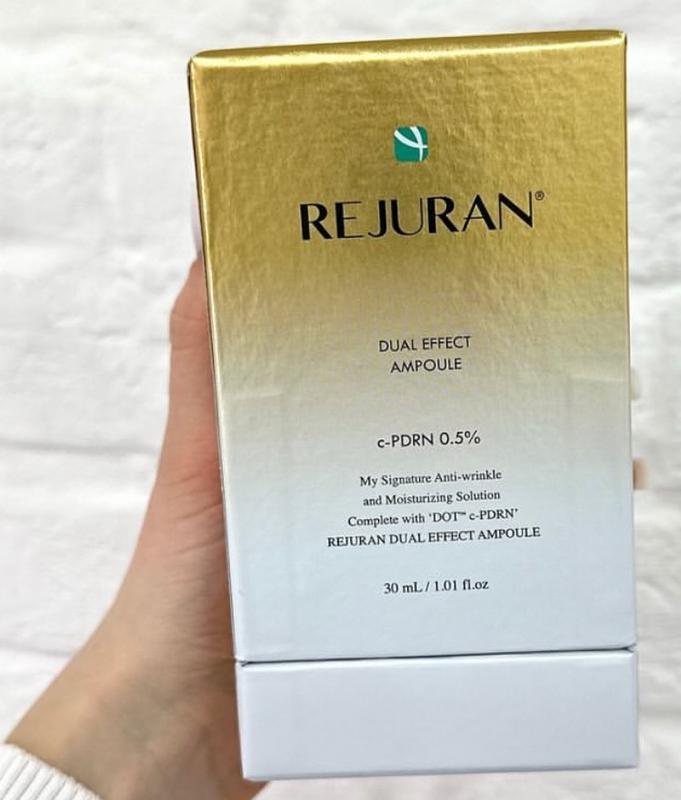 REJURAN®
DUAL EFFECT
AMPOULE
c-PDRN 0.5%
My Signature Anti-wrinkle
and Moisturizing Solution
Complete with ‘DOT™ c-PDRN’
REJURAN DUAL EFFECT AMPOULE
30 mL / 1.01 fl.oz